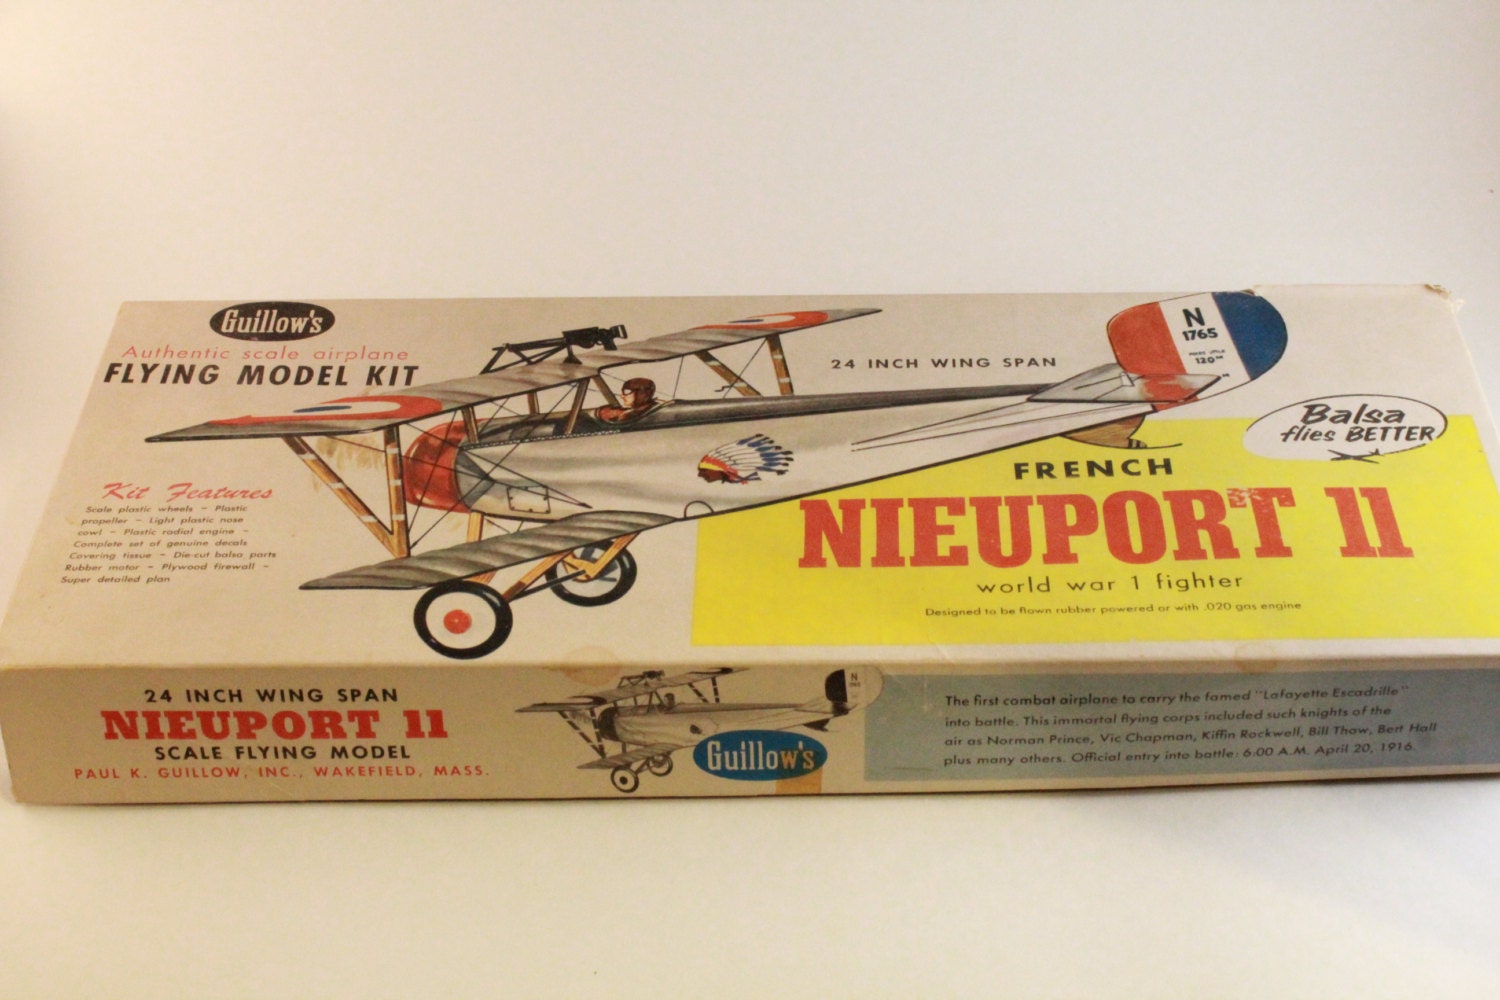 Guillow's
Authentic scale airplane
FLYING MODEL KIT
24 INCH WING SPAN
N
1765
120
Balsa
flies BETTER
Kit Features
Scale plastic wheels – Plastic
propeller – Light plastic nose
cowl – Plastic radial engine –
Complete set of genuine decals
Covering tissue – Die-cut balsa parts
Rubber motor – Plywood firewall –
Super detailed plan
FRENCH
NIEUPORT 11
world war 1 fighter
Designed to be flown rubber powered or with .020 gas engine
24 INCH WING SPAN
NIEUPORT 11
SCALE FLYING MODEL
PAUL K. GUILLOW, INC., WAKEFIELD, MASS.
N
Guillow's
The first combat airplane to carry the famed "Lafayette Escadrille"
into battle. This immortal flying corps included such knights of the
air as Norman Prince, Vic Chapman, Kiffin Rockwell, Bill Thaw, Bert Hall
plus many others. Official entry into battle: 6:00 A.M. April 20, 1916.